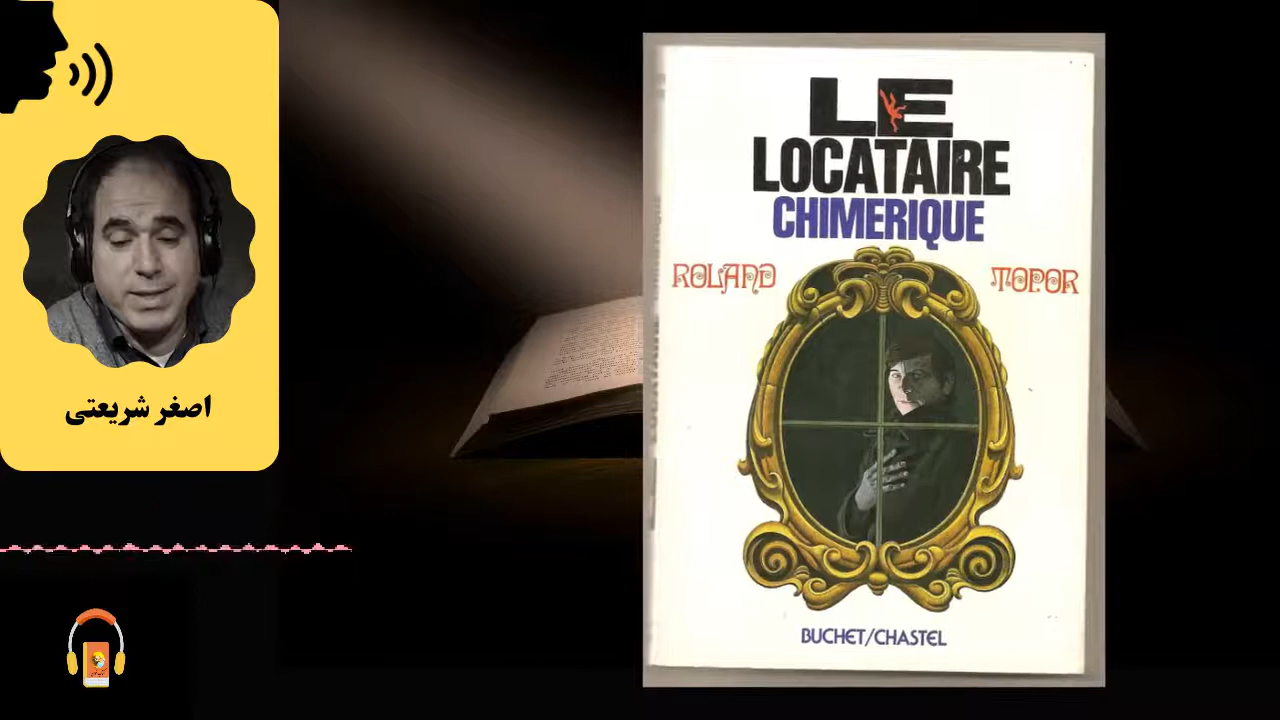 اصغر شریعتی
LE
LOCATAIRE
CHIMERIQUE
ROLAND TOPOR
BUCHET/CHASTEL